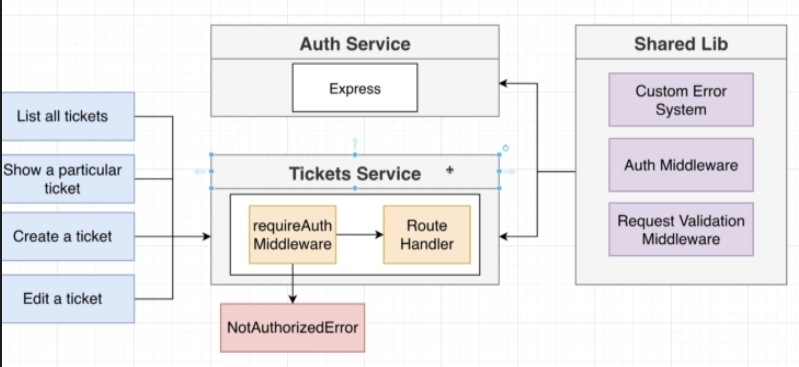 Auth Service
Express
Shared Lib
Custom Error
System
Auth Middleware
Request Validation
Middleware
List all tickets
Show a particular
ticket
Create a ticket
Edit a ticket
Tickets Service
requireAuth
Middleware
Route
Handler
NotAuthorizedError